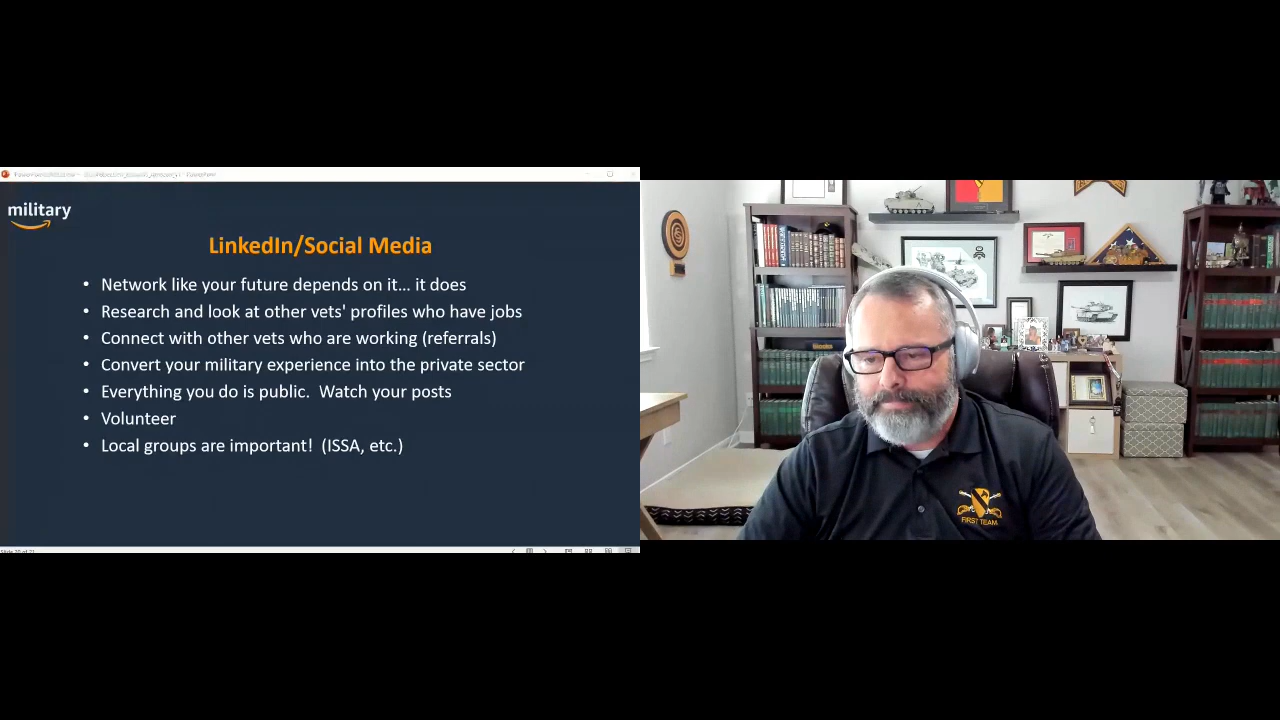 military
LinkedIn/Social Media
• Network like your future depends on it... it does
• Research and look at other vets' profiles who have jobs
• Connect with other vets who are working (referrals)
• Convert your military experience into the private sector
• Everything you do is public.  Watch your posts
• Volunteer
• Local groups are important!  (ISSA, etc.)
FIRST TEAM